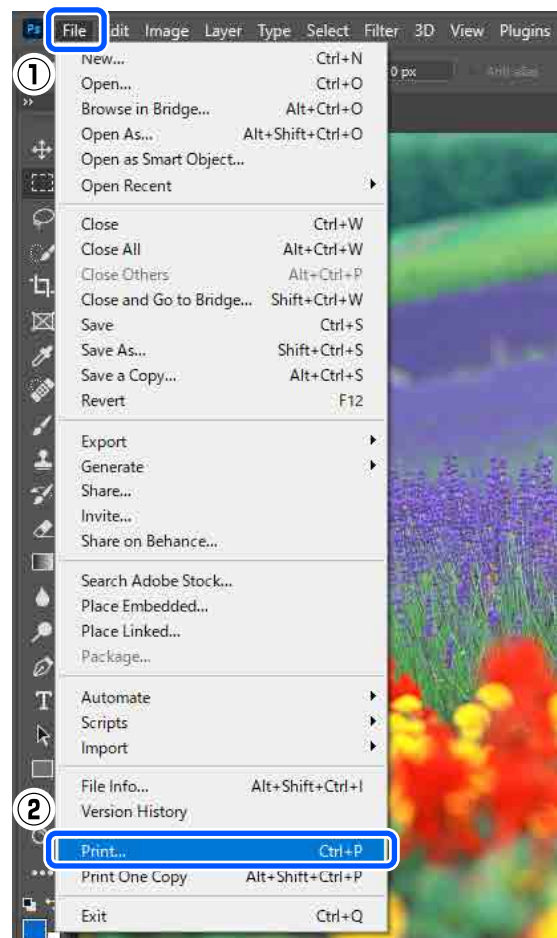 Ps File Edit Image Layer Type Select Filter 3D View Plugins
①
0 px Anti-alias
New... Ctrl+N
Open... Ctrl+O
Browse in Bridge... Alt+Ctrl+O
Open As... Alt+Shift+Ctrl+O
Open as Smart Object...
Open Recent
Close Ctrl+W
Close All Alt+Ctrl+W
Close Others Alt+Ctrl+P
Close and Go to Bridge... Shift+Ctrl+W
Save Ctrl+S
Save As... Shift+Ctrl+S
Save a Copy... Alt+Ctrl+S
Revert F12
Export
Generate
Share...
Invite...
Share on Behance...
Search Adobe Stock...
Place Embedded...
Place Linked...
Package...
Automate
Scripts
Import
File Info... Alt+Shift+Ctrl+I
Version History
②
Print... Ctrl+P
Print One Copy Alt+Shift+Ctrl+P
Exit Ctrl+Q